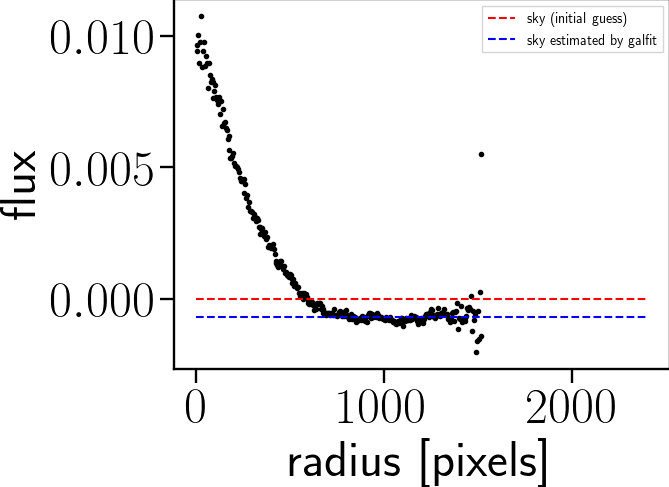 sky (initial guess)
sky estimated by galfit
0.010
0.005
0.000
flux
0 1000 2000
radius [pixels]